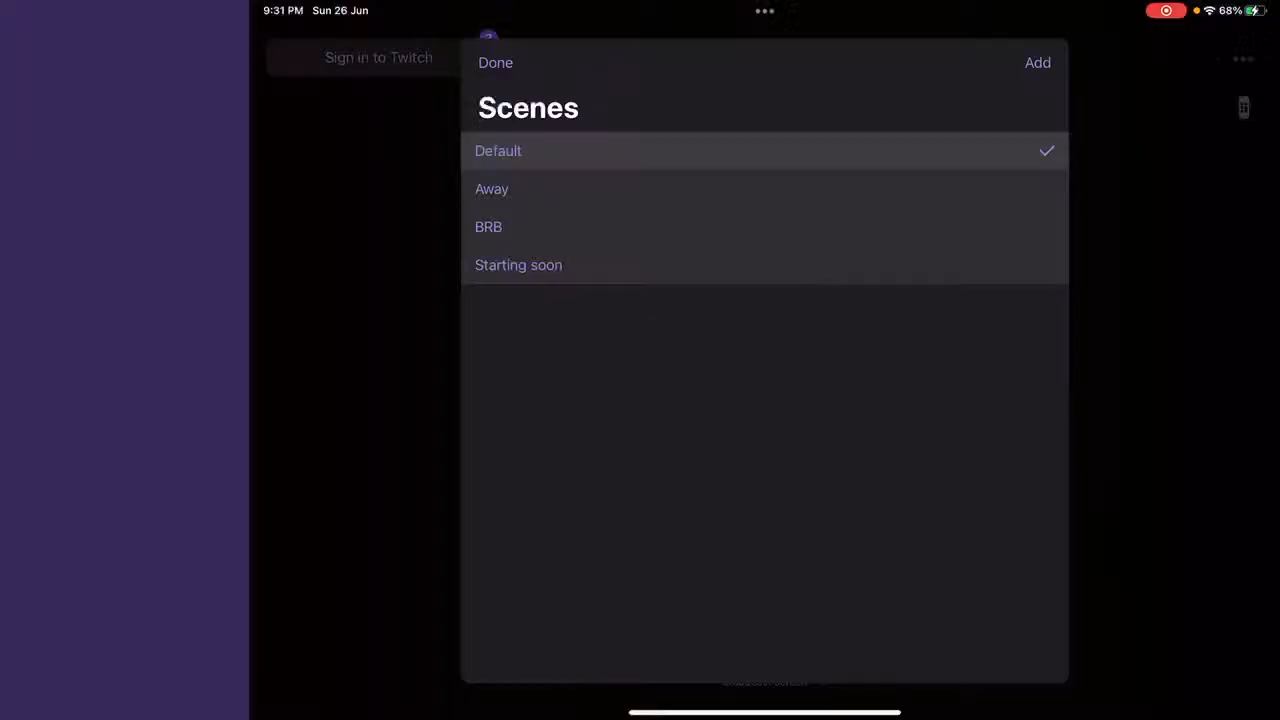 9:31 PM Sun 26 Jun
68%
Sign in to Twitch
Done
Add
Scenes
Default
Away
BRB
Starting soon